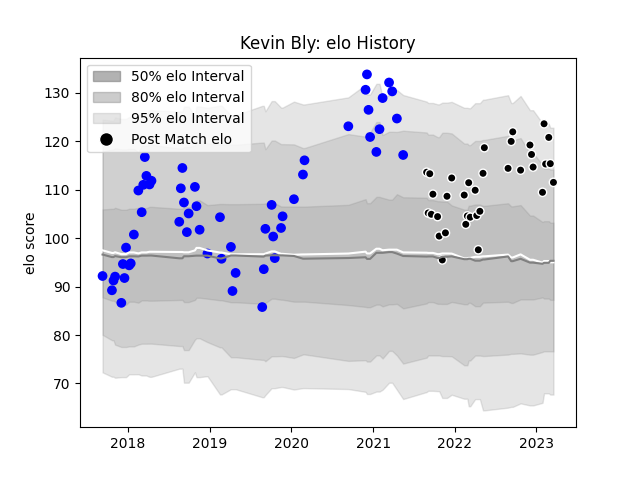 Kevin Bly: elo History
50% elo Interval
80% elo Interval
95% elo Interval
Post Match elo
elo score
130
120
110
100
90
80
70
2018
2019
2020
2021
2022
2023